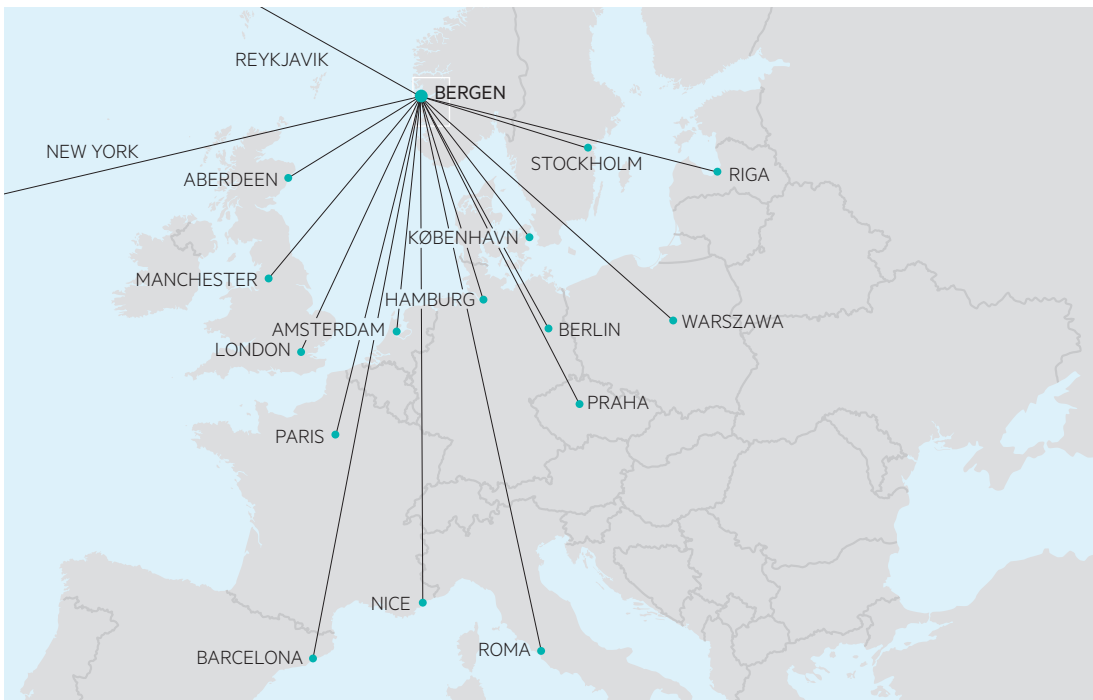 REYKJAVIK
BERGEN
NEW YORK
STOCKHOLM
ABERDEEN
RIGA
KØBENHAVN
MANCHESTER
HAMBURG
WARSZAWA
AMSTERDAM
BERLIN
LONDON
PRAHA
PARIS
NICE
ROMA
BARCELONA